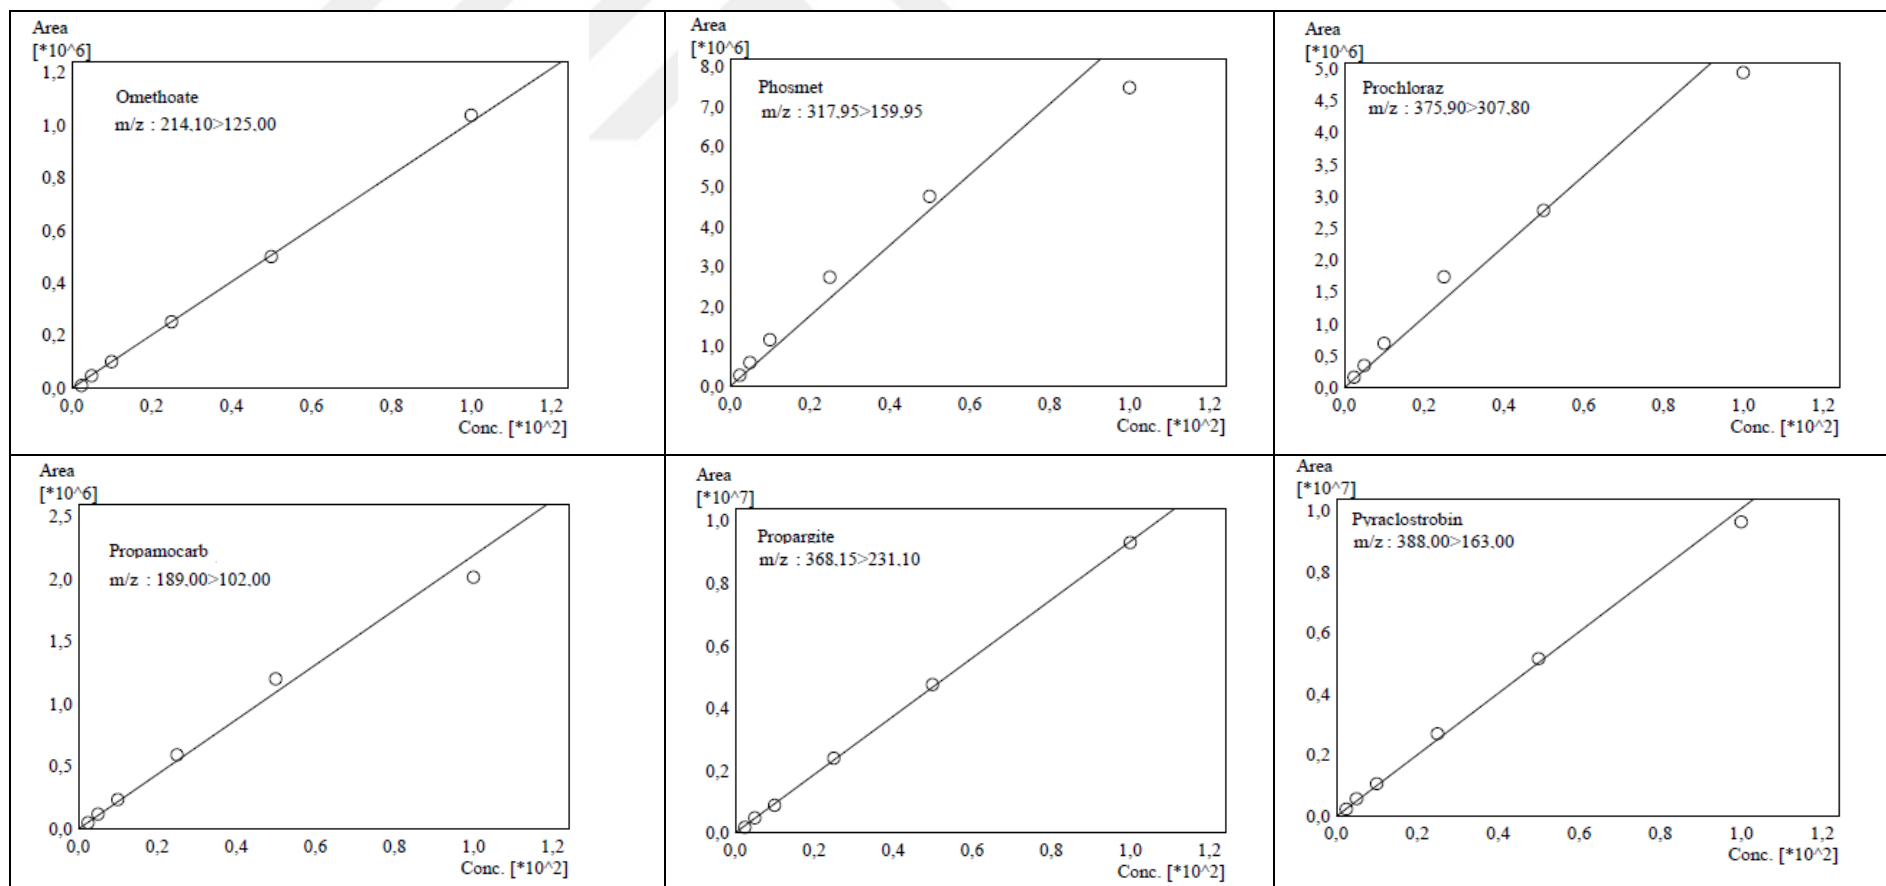 Area
[*10^6]
1,2
1,0
0,8
0,6
0,4
0,2
0,0
Omethoate
m/z : 214,10>125,00
0,0 0,2 0,4 0,6 0,8 1,0 1,2
Conc. [*10^2]
Area
[*10^6]
8,0
7,0
6,0
5,0
4,0
3,0
2,0
1,0
0,0
Phosmet
m/z : 317,95>159,95
0,0 0,2 0,4 0,6 0,8 1,0 1,2
Conc. [*10^2]
Area
[*10^6]
5,0
4,5
4,0
3,5
3,0
2,5
2,0
1,5
1,0
0,5
0,0
Prochloraz
m/z : 375,90>307,80
0,0 0,2 0,4 0,6 0,8 1,0 1,2
Conc. [*10^2]
Area
[*10^6]
2,5
2,0
1,5
1,0
0,5
0,0
Propamocarb
m/z : 189,00>102,00
0,0 0,2 0,4 0,6 0,8 1,0 1,2
Conc. [*10^2]
Area
[*10^7]
1,0
0,8
0,6
0,4
0,2
0,0
Propargite
m/z : 368,15>231,10
0,0 0,2 0,4 0,6 0,8 1,0 1,2
Conc. [*10^2]
Area
[*10^7]
1,0
0,8
0,6
0,4
0,2
0,0
Pyraclostrobin
m/z : 388,00>163,00
0,0 0,2 0,4 0,6 0,8 1,0 1,2
Conc. [*10^2]